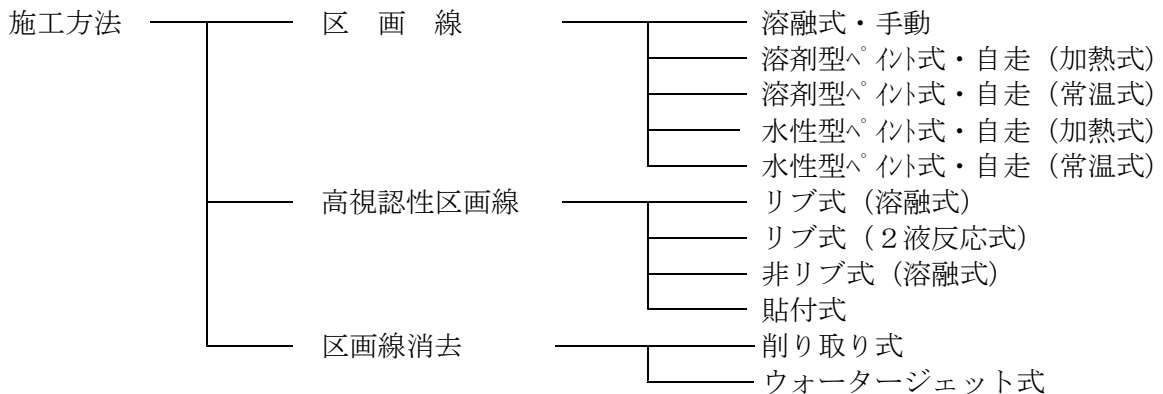 施工方法 区 画 線 溶融式・手動
溶剤型ﾍﾟｲﾝﾄ式・自走（加熱式）
溶剤型ﾍﾟｲﾝﾄ式・自走（常温式）
水性型ﾍﾟｲﾝﾄ式・自走（加熱式）
水性型ﾍﾟｲﾝﾄ式・自走（常温式）
高視認性区画線 リブ式（溶融式）
リブ式（２液反応式）
非リブ式（溶融式）
貼付式
区画線消去 削り取り式
ウォータージェット式